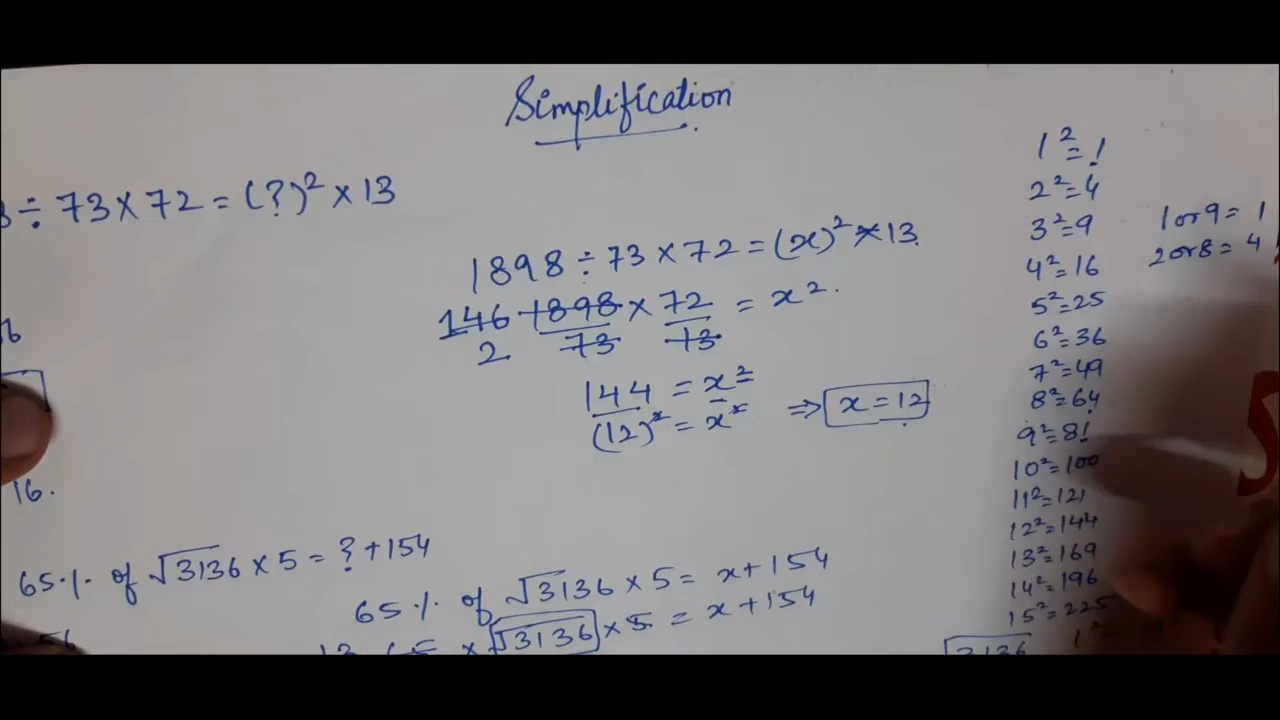 Simplification
÷ 73 × 72 = (?)² × 13
1898 ÷ 73 × 72 = (x)² × 13
146 1898 × 72 = x²
2 73 13
144 = x²
(12)² = x² ⇒ x = 12
16.
65% of √3136 × 5 = ? + 154
65% of √3136 × 5 = x + 154
× √3136 × 5 = x + 154
1² = 1
2² = 4
3² = 9
4² = 16
5² = 25
6² = 36
7² = 49
8² = 64
9² = 81
10² = 100
11² = 121
12² = 144
13² = 169
14² = 196
15² = 225
1 or 9 = 1
2 or 8 = 4